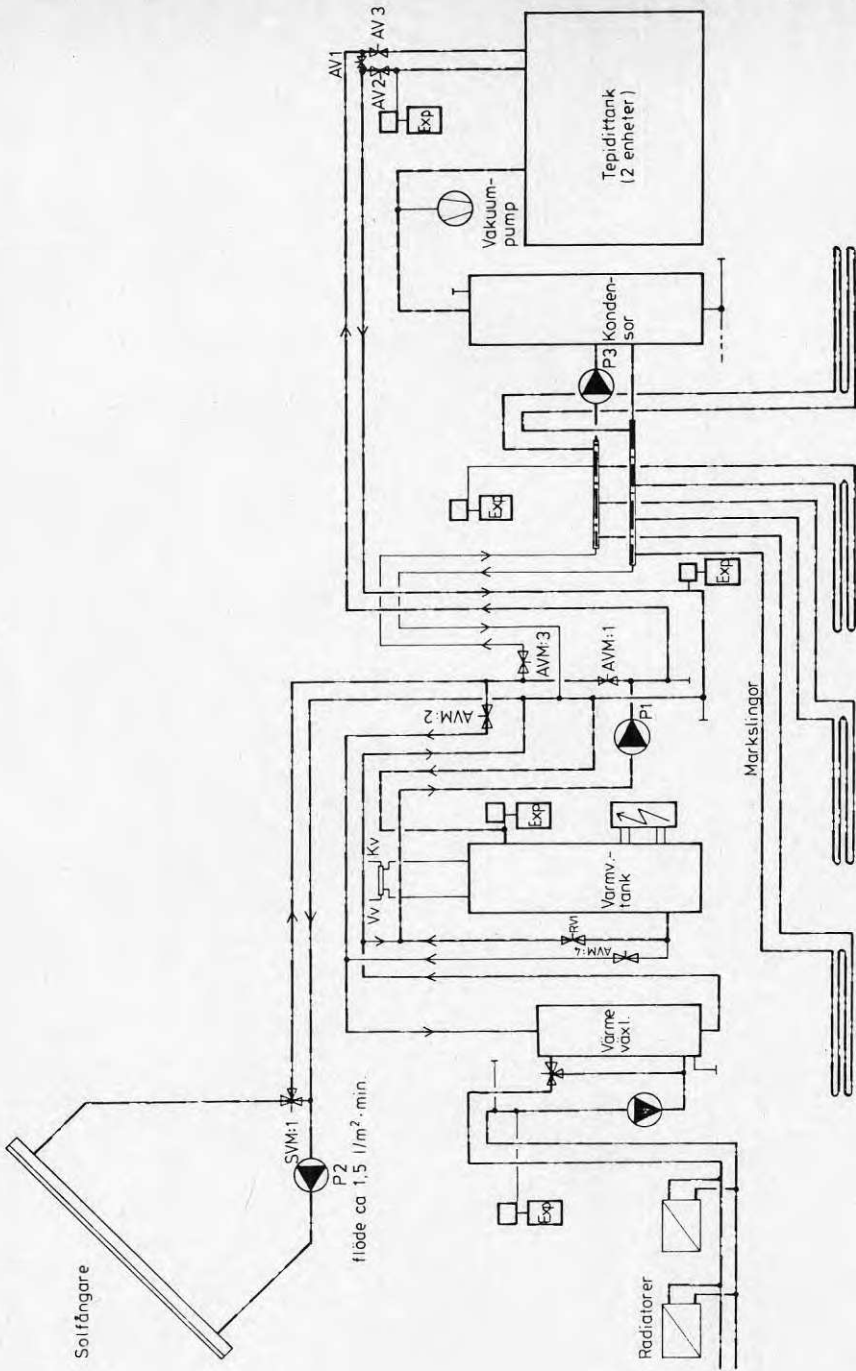 Solfångare
SVM:1
P2
flöde ca 1,5 l/m²·min.
Radiatorer
Exp
Värme
växl.
Vv
Kv
AVM:4
RV1
Varmv.-
tank
Exp
AVM:2
P1
AVM:3
AVM:1
Exp
Markslingor
Exp
P3
Konden-
sor
Vakuum-
pump
AV1
AV2
AV 3
Exp
Tepidittank
(2 enheter)